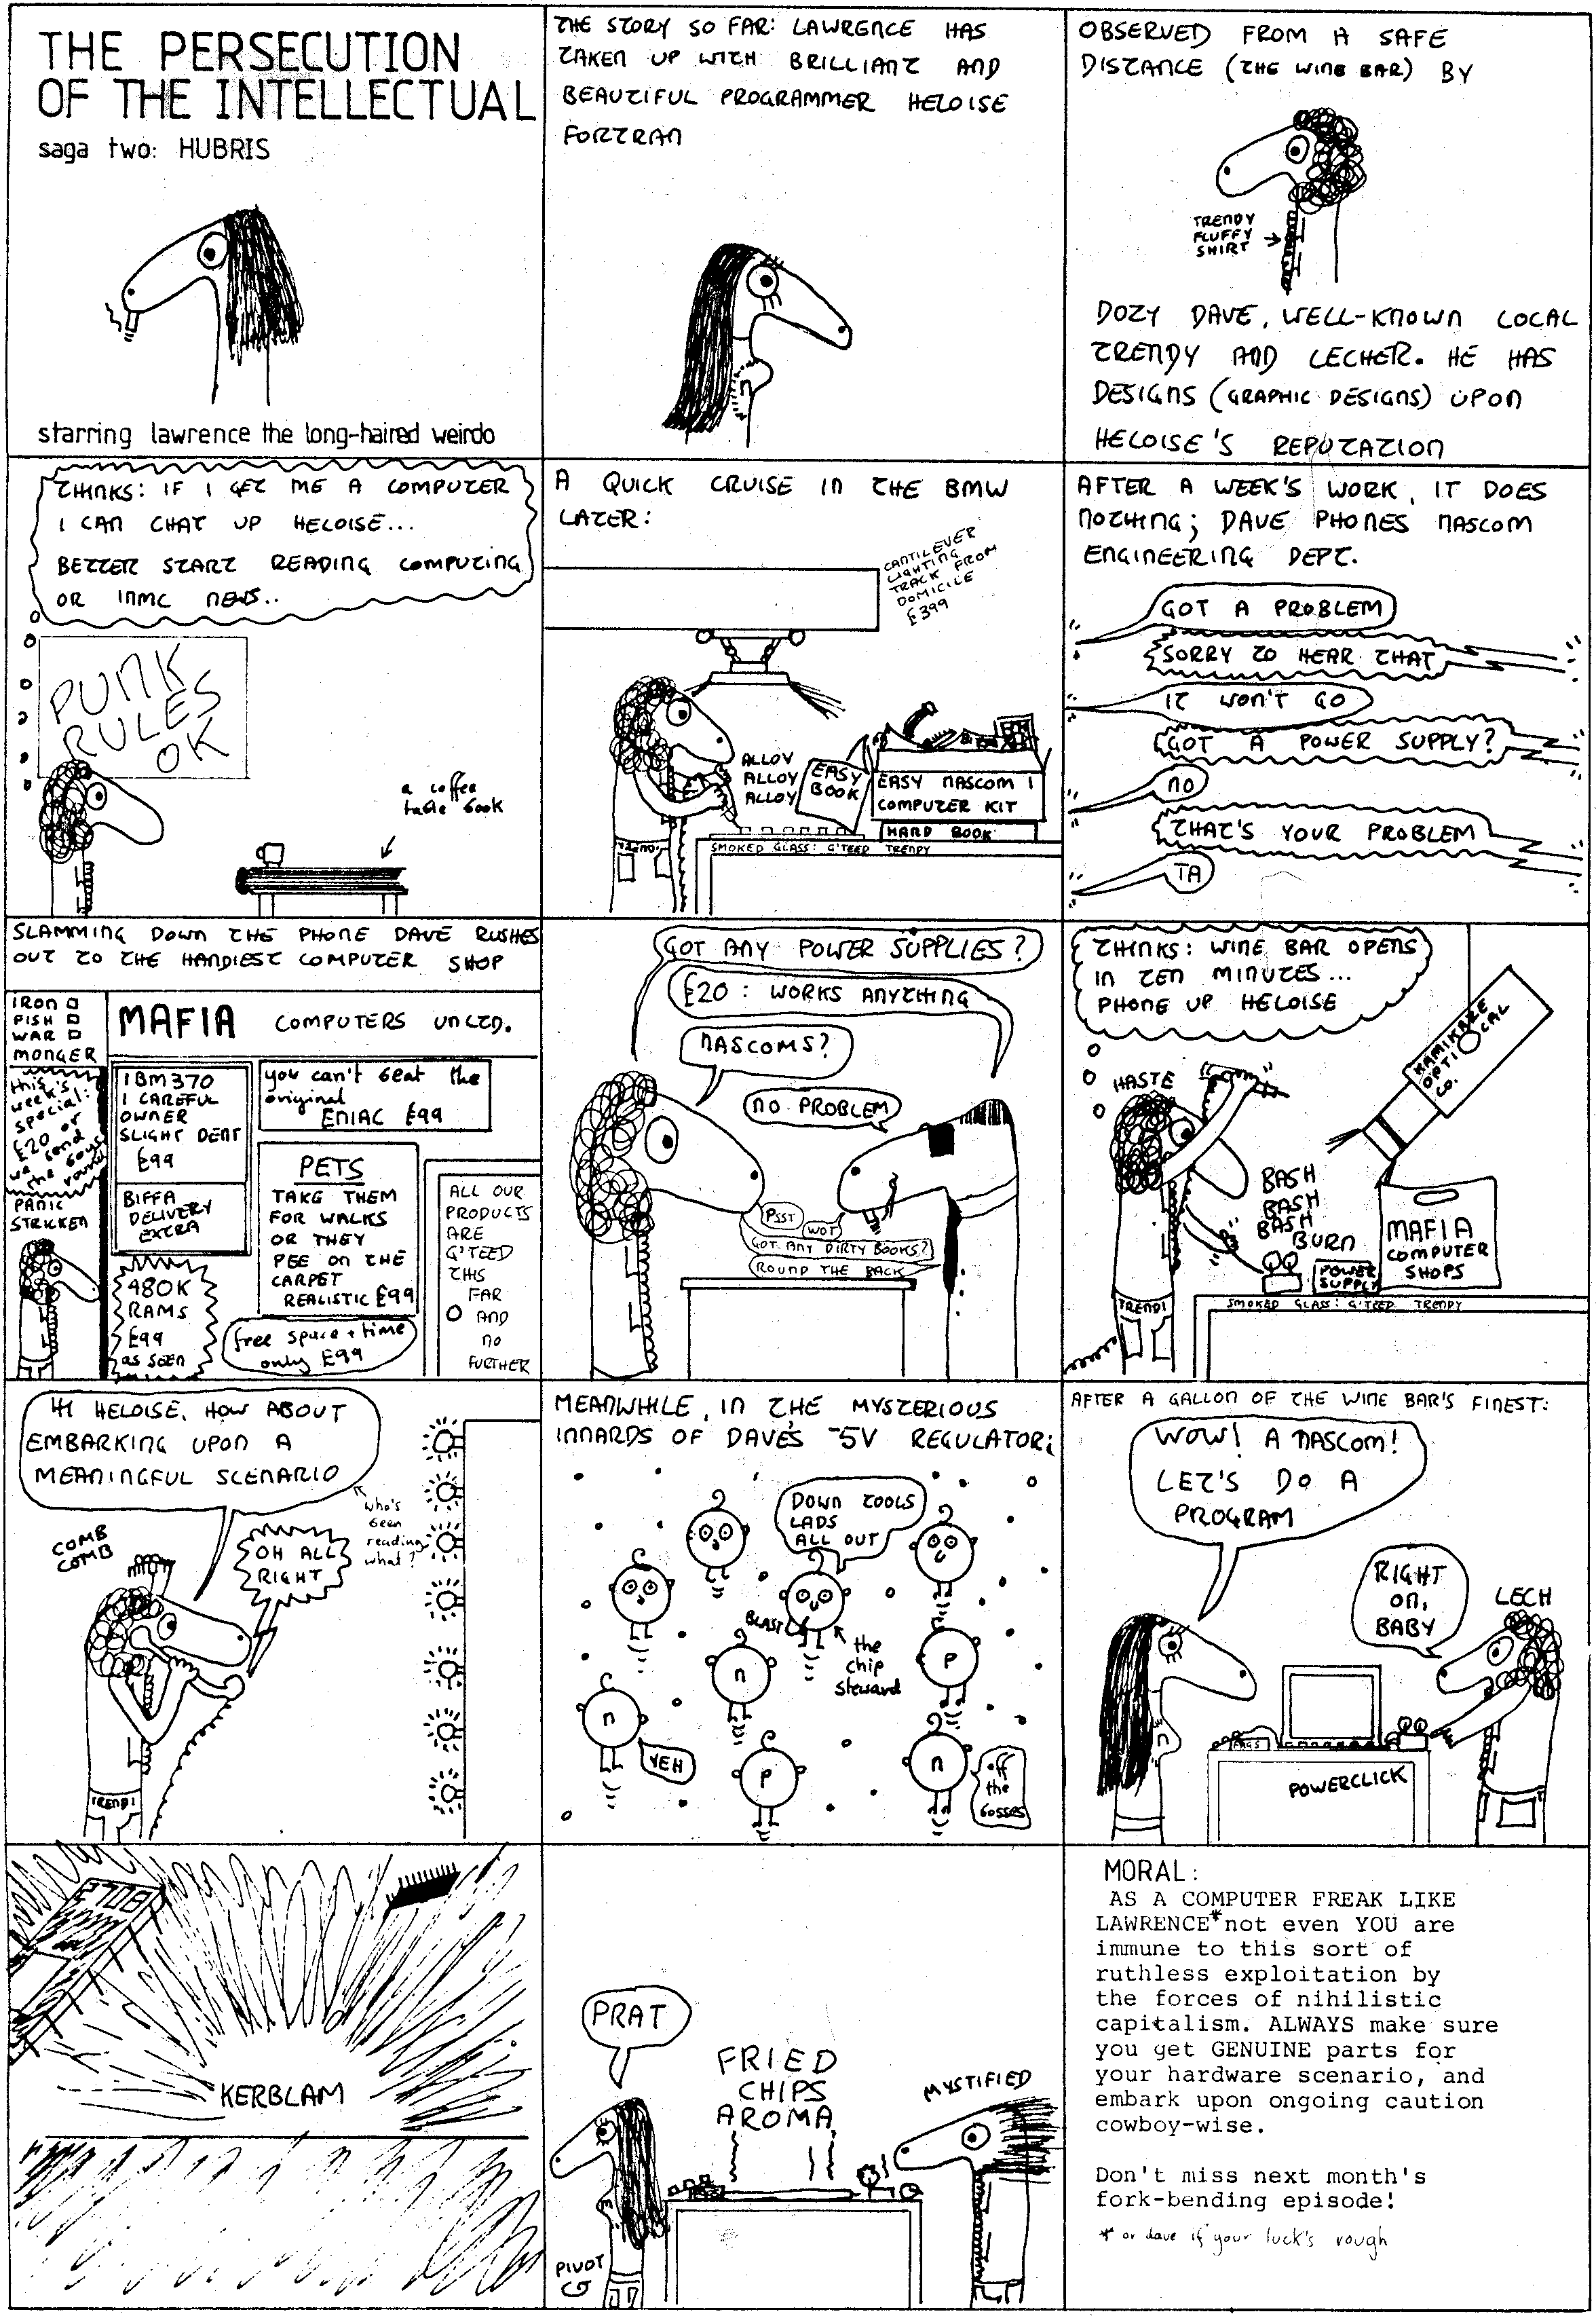 THE PERSECUTION
OF THE INTELLECTUAL
saga two: HUBRIS
starring lawrence the long-haired weirdo
THE STORY SO FAR: LAWRENCE HAS
TAKEN UP WITH BRILLIANT AND
BEAUTIFUL PROGRAMMER HELOISE
FORTRAN
OBSERVED FROM A SAFE
DISTANCE (THE WINE BAR) BY
TRENDY
FLUFFY
SHIRT
DOZY DAVE, WELL-KNOWN LOCAL
TRENDY AND LECHER. HE HAS
DESIGNS (GRAPHIC DESIGNS) UPON
HELOISE'S REPUTATION
THINKS: IF I GET ME A COMPUTER
I CAN CHAT UP HELOISE...
BETTER START READING COMPUTING
OR INMC NEWS..
PUNK
RULES
OK
a coffee
table book
A QUICK CRUISE IN THE BMW
LATER:
CANTILEVER
LIGHTING
TRACK FROM
DOMICILE
£399
ALLOY
ALLOY
ALLOY
EASY
BOOK
EASY NASCOM 1
COMPUTER KIT
HARD BOOK
TRENDI
SMOKED GLASS: G'TEED TRENDY
AFTER A WEEK'S WORK, IT DOES
NOTHING; DAVE PHONES NASCOM
ENGINEERING DEPT.
GOT A PROBLEM
SORRY TO HEAR THAT
IT WON'T GO
GOT A POWER SUPPLY?
NO
THAT'S YOUR PROBLEM
TA
SLAMMING DOWN THE PHONE DAVE RUSHES
OUT TO THE HANDIEST COMPUTER SHOP
IRON
FISH
WAR
MONGER
this
week's
special:
£20 or
we send
the boys
round
PANIC
STRICKEN
MAFIA COMPUTERS UNLTD.
IBM370
1 CAREFUL
OWNER
SLIGHT DENT
£99
BIFFA
DELIVERY
EXTRA
480K
RAMS
£99
as SEEN
you can't beat the
original
ENIAC £99
PETS
TAKE THEM
FOR WALKS
OR THEY
PEE ON THE
CARPET
REALISTIC £99
free space + time
only £99
ALL OUR
PRODUCTS
ARE
G'TEED
THIS
FAR
AND
NO
FURTHER
GOT ANY POWER SUPPLIES?
£20: WORKS ANYTHING
NASCOMS?
NO PROBLEM
PSST
WOT
GOT ANY DIRTY BOOKS?
ROUND THE BACK
THINKS: WINE BAR OPENS
IN TEN MINUTES...
PHONE UP HELOISE
KAMIKAZE
OPTICAL
CO.
HASTE
BASH
BASH
BASH
BURN
POWER
SUPPLY
MAFIA
COMPUTER
SHOPS
TRENDI
SMOKED GLASS: G'TEED TRENDY
HI HELOISE, HOW ABOUT
EMBARKING UPON A
MEANINGFUL SCENARIO
who's
been
reading
what?
COMB
COMB
OH ALL
RIGHT
TRENDI
MEANWHILE, IN THE MYSTERIOUS
INNARDS OF DAVE'S -5V REGULATOR:
DOWN TOOLS
LADS
ALL OUT
BLAST
the
chip
steward
n
p
n
YEH
p
n
off
the
bosses
AFTER A GALLON OF THE WINE BAR'S FINEST:
WOW! A NASCOM!
LET'S DO A
PROGRAM
RIGHT
ON,
BABY
LECH
FAGS
POWERCLICK
2708
KERBLAM
PRAT
FRIED
CHIPS
AROMA
MYSTIFIED
PIVOT
MORAL:
AS A COMPUTER FREAK LIKE
LAWRENCE* not even YOU are
immune to this sort of
ruthless exploitation by
the forces of nihilistic
capitalism. ALWAYS make sure
you get GENUINE parts for
your hardware scenario, and
embark upon ongoing caution
cowboy-wise.
Don't miss next month's
fork-bending episode!
* or dave if your luck's rough